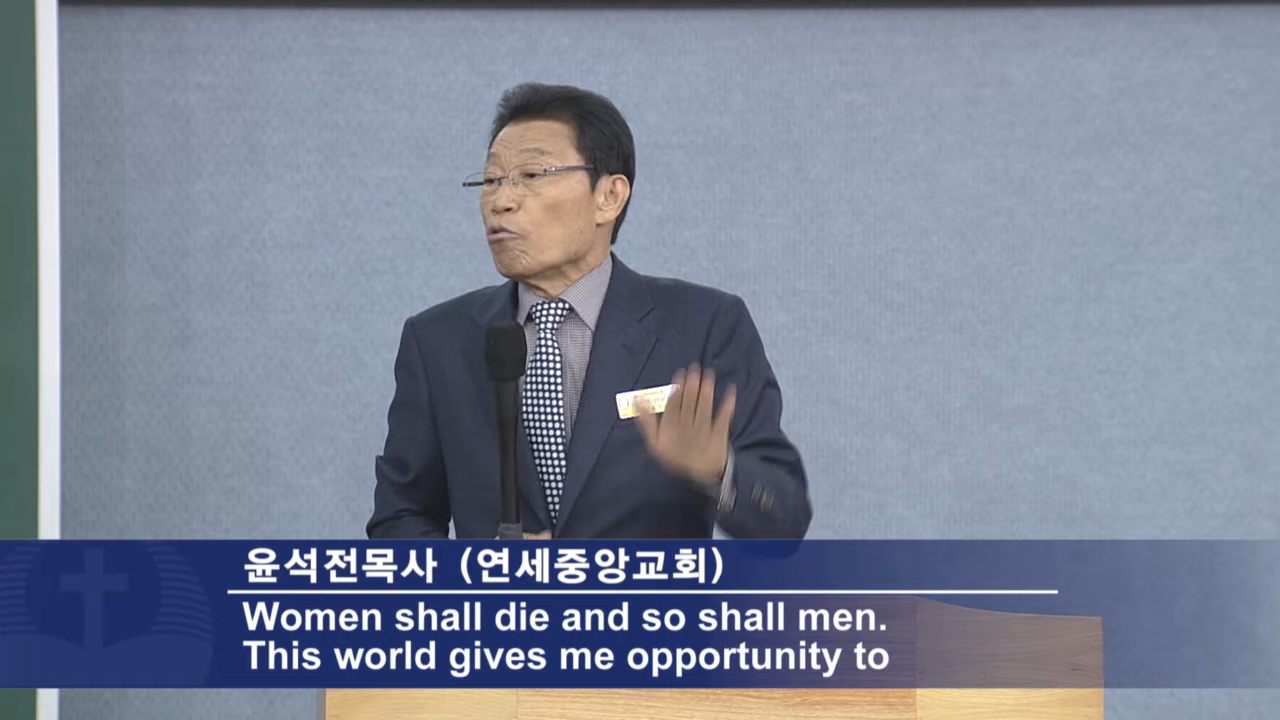 윤석전목사 (연세중앙교회)
Women shall die and so shall men.
This world gives me opportunity to